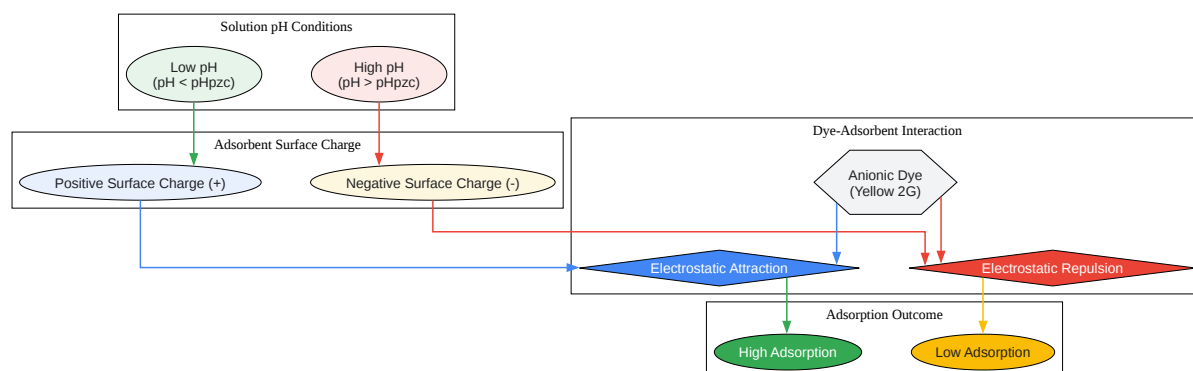 Solution pH Conditions
Low pH
(pH < pHpzc)
High pH
(pH > pHpzc)
Adsorbent Surface Charge
Positive Surface Charge (+)
Negative Surface Charge (-)
Dye-Adsorbent Interaction
Anionic Dye
(Yellow 2G)
Electrostatic Attraction
Electrostatic Repulsion
Adsorption Outcome
High Adsorption
Low Adsorption